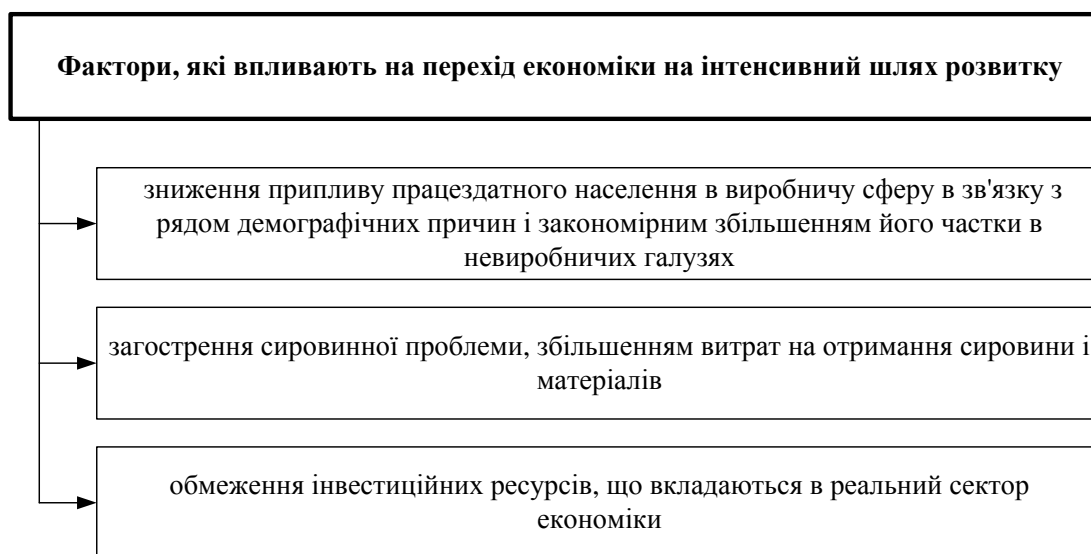 Фактори, які впливають на перехід економіки на інтенсивний шлях розвитку
зниження припливу працездатного населення в виробничу сферу в зв'язку з
рядом демографічних причин і закономірним збільшенням його частки в
невиробничих галузях
загострення сировинної проблеми, збільшенням витрат на отримання сировини і
матеріалів
обмеження інвестиційних ресурсів, що вкладаються в реальний сектор
економіки